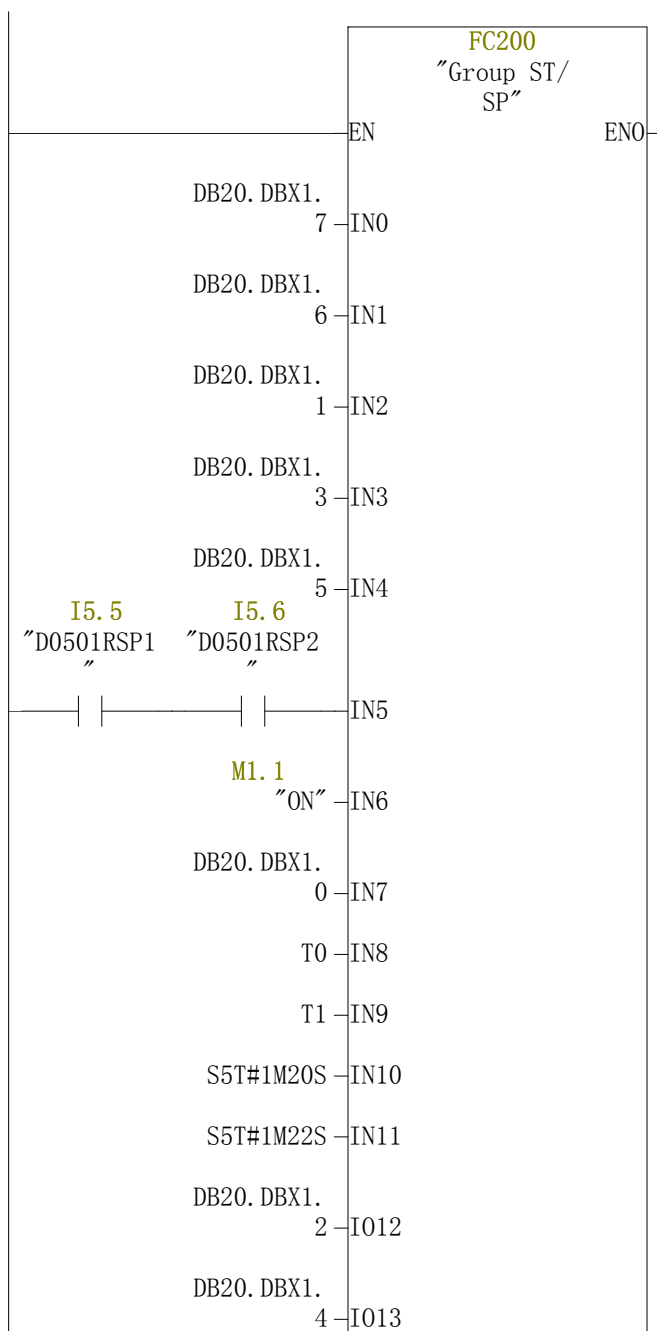 FC200
"Group ST/
SP"
EN ENO
DB20.DBX1.
7 IN0
DB20.DBX1.
6 IN1
DB20.DBX1.
1 IN2
DB20.DBX1.
3 IN3
DB20.DBX1.
5 IN4
I5.5 I5.6
"D0501RSP1 "D0501RSP2
" "
IN5
M1.1
"ON" IN6
DB20.DBX1.
0 IN7
T0 IN8
T1 IN9
S5T#1M20S IN10
S5T#1M22S IN11
DB20.DBX1.
2 IO12
DB20.DBX1.
4 IO13